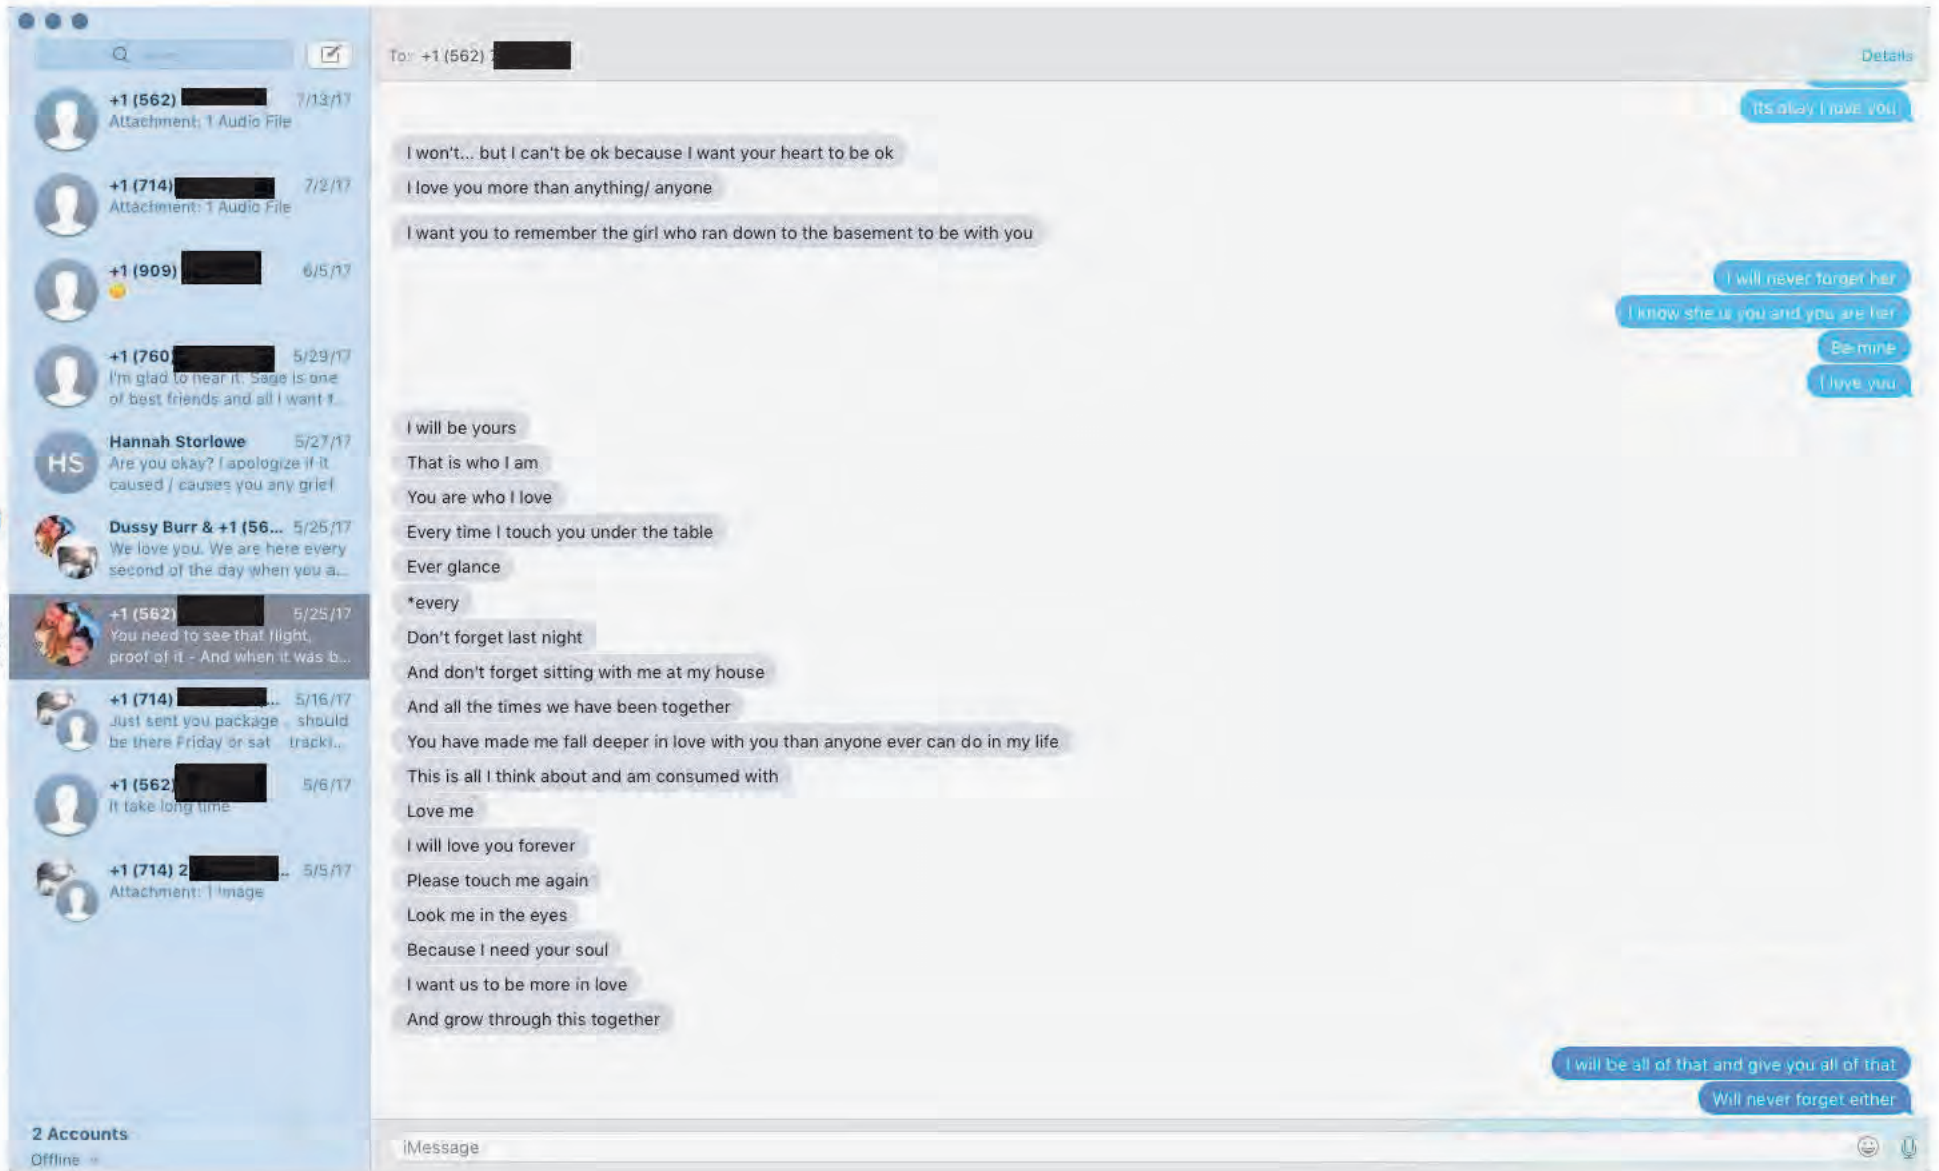 +1 (562) 7/13/17
Attachment: 1 Audio File
+1 (714) 7/2/17
Attachment: 1 Audio File
+1 (909) 6/5/17
+1 (760) 5/29/17
I'm glad to hear it. Sage is one
of best friends and all I want t...
HS
Hannah Storlowe 5/27/17
Are you okay? I apologize if it
caused / causes you any grief
Dussy Burr & +1 (56... 5/25/17
We love you. We are here every
second of the day when you a...
+1 (562) 5/25/17
You need to see that flight,
proof of it - And when it was b...
+1 (714) ... 5/16/17
Just sent you package . should
be there Friday or sat tracki...
+1 (562) 5/6/17
It take long time
+1 (714) 2 ... 5/5/17
Attachment: 1 Image
2 Accounts
Offline
To: +1 (562)
Details
Its okay I love you
I won't... but I can't be ok because I want your heart to be ok
I love you more than anything/ anyone
I want you to remember the girl who ran down to the basement to be with you
I will never forget her
I know she is you and you are her
Be mine
I love you
I will be yours
That is who I am
You are who I love
Every time I touch you under the table
Ever glance
*every
Don't forget last night
And don't forget sitting with me at my house
And all the times we have been together
You have made me fall deeper in love with you than anyone ever can do in my life
This is all I think about and am consumed with
Love me
I will love you forever
Please touch me again
Look me in the eyes
Because I need your soul
I want us to be more in love
And grow through this together
I will be all of that and give you all of that
Will never forget either
iMessage